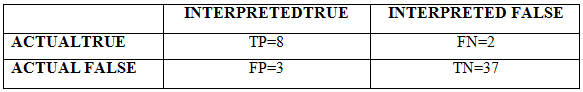 INTERPRETEDTRUE INTERPRETED FALSE
ACTUALTRUE TP=8 FN=2
ACTUAL FALSE FP=3 TN=37